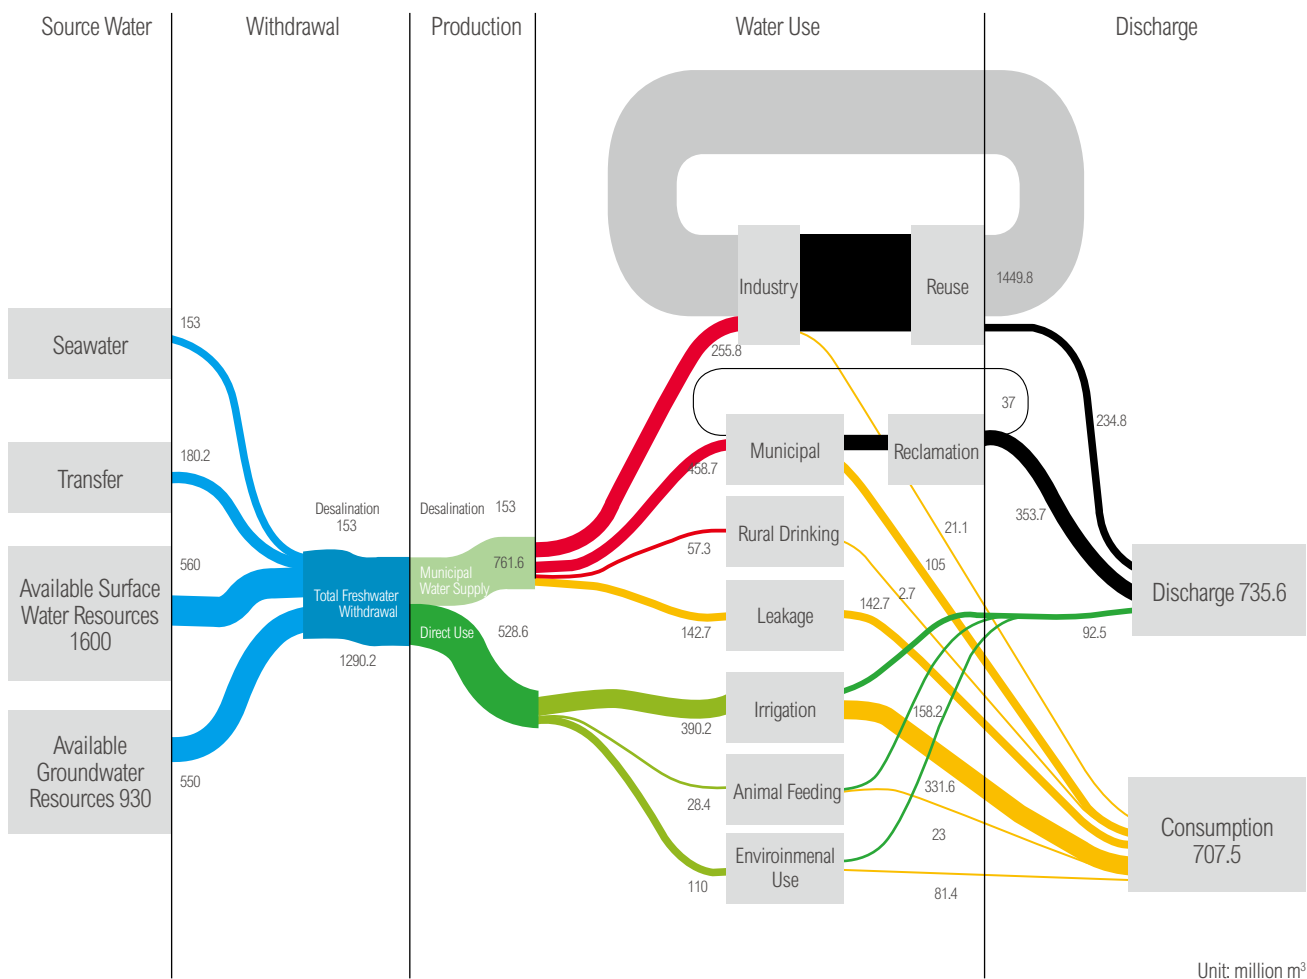 Source Water
Withdrawal
Production
Water Use
Discharge
Seawater
153
Transfer
180.2
Available Surface
Water Resources
1600
560
Available
Groundwater
Resources 930
550
Desalination
153
Total Freshwater
Withdrawal
1290.2
Desalination 153
Municipal
Water Supply
761.6
Direct Use
528.6
255.8
458.7
57.3
142.7
390.2
28.4
110
Industry
Reuse
1449.8
Municipal
Reclamation
37
Rural Drinking
Leakage
Irrigation
Animal Feeding
Enviroinmenal
Use
234.8
353.7
21.1
105
2.7
142.7
92.5
158.2
331.6
23
81.4
Discharge 735.6
Consumption
707.5
Unit: million m³